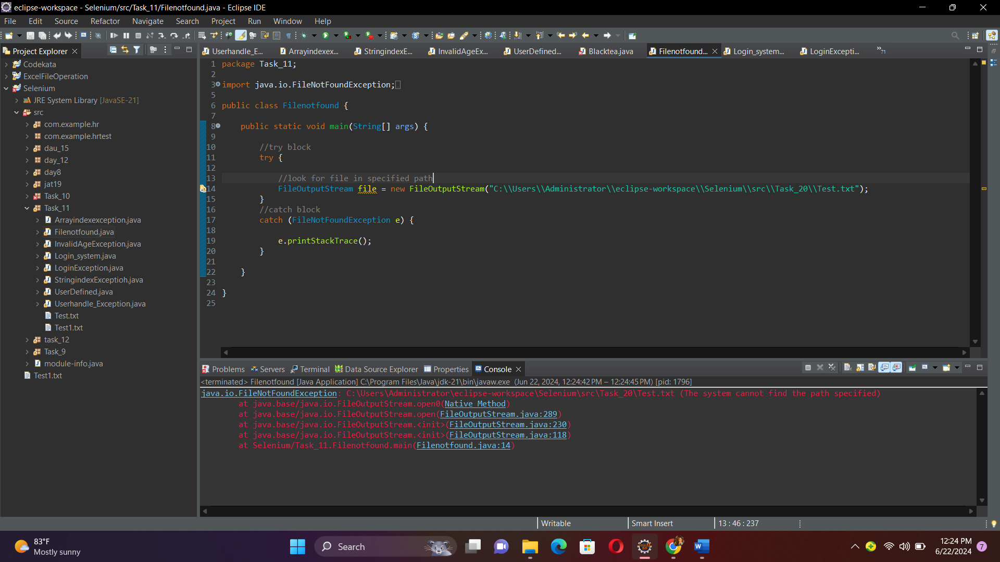 eclipse-workspace - Selenium/src/Task_11/Filenotfound.java - Eclipse IDE
File Edit Source Refactor Navigate Search Project Run Window Help
Project Explorer
Userhandle_E... Arrayindexex... StringindexE... InvalidAgeEx... UserDefined... Blacktea.java Filenotfound... Login_system... LoginExcepti... »71
Codekata
ExcelFileOperation
Selenium
JRE System Library [JavaSE-21]
src
com.example.hr
com.example.hrtest
dau_15
day_12
day8
jat19
Task_10
Task_11
Arrayindexexception.java
Filenotfound.java
InvalidAgeException.java
Login_system.java
LoginException.java
StringindexExceptioh.java
UserDefined.java
Userhandle_Exception.java
Test.txt
Test1.txt
task_12
Task_9
module-info.java
Test1.txt
1 package Task_11;
2
3 import java.io.FileNotFoundException;
5
6 public class Filenotfound {
7
8 public static void main(String[] args) {
9
10 //try block
11 try {
12
13 //look for file in specified path
14 FileOutputStream file = new FileOutputStream("C:\\Users\\Administrator\\eclipse-workspace\\Selenium\\src\\Task_20\\Test.txt");
15 }
16 //catch block
17 catch (FileNotFoundException e) {
18
19 e.printStackTrace();
20 }
21
22 }
23
24 }
25
Problems Servers Terminal Data Source Explorer Properties Console
<terminated> Filenotfound [Java Application] C:\Program Files\Java\jdk-21\bin\javaw.exe (Jun 22, 2024, 12:24:42 PM – 12:24:45 PM) [pid: 1796]
java.io.FileNotFoundException: C:\Users\Administrator\eclipse-workspace\Selenium\src\Task_20\Test.txt (The system cannot find the path specified)
at java.base/java.io.FileOutputStream.open0(Native Method)
at java.base/java.io.FileOutputStream.open(FileOutputStream.java:289)
at java.base/java.io.FileOutputStream.<init>(FileOutputStream.java:230)
at java.base/java.io.FileOutputStream.<init>(FileOutputStream.java:118)
at Selenium/Task_11.Filenotfound.main(Filenotfound.java:14)
Writable Smart Insert 13 : 46 : 237
83°F
Mostly sunny
Search
12:24 PM
6/22/2024
7